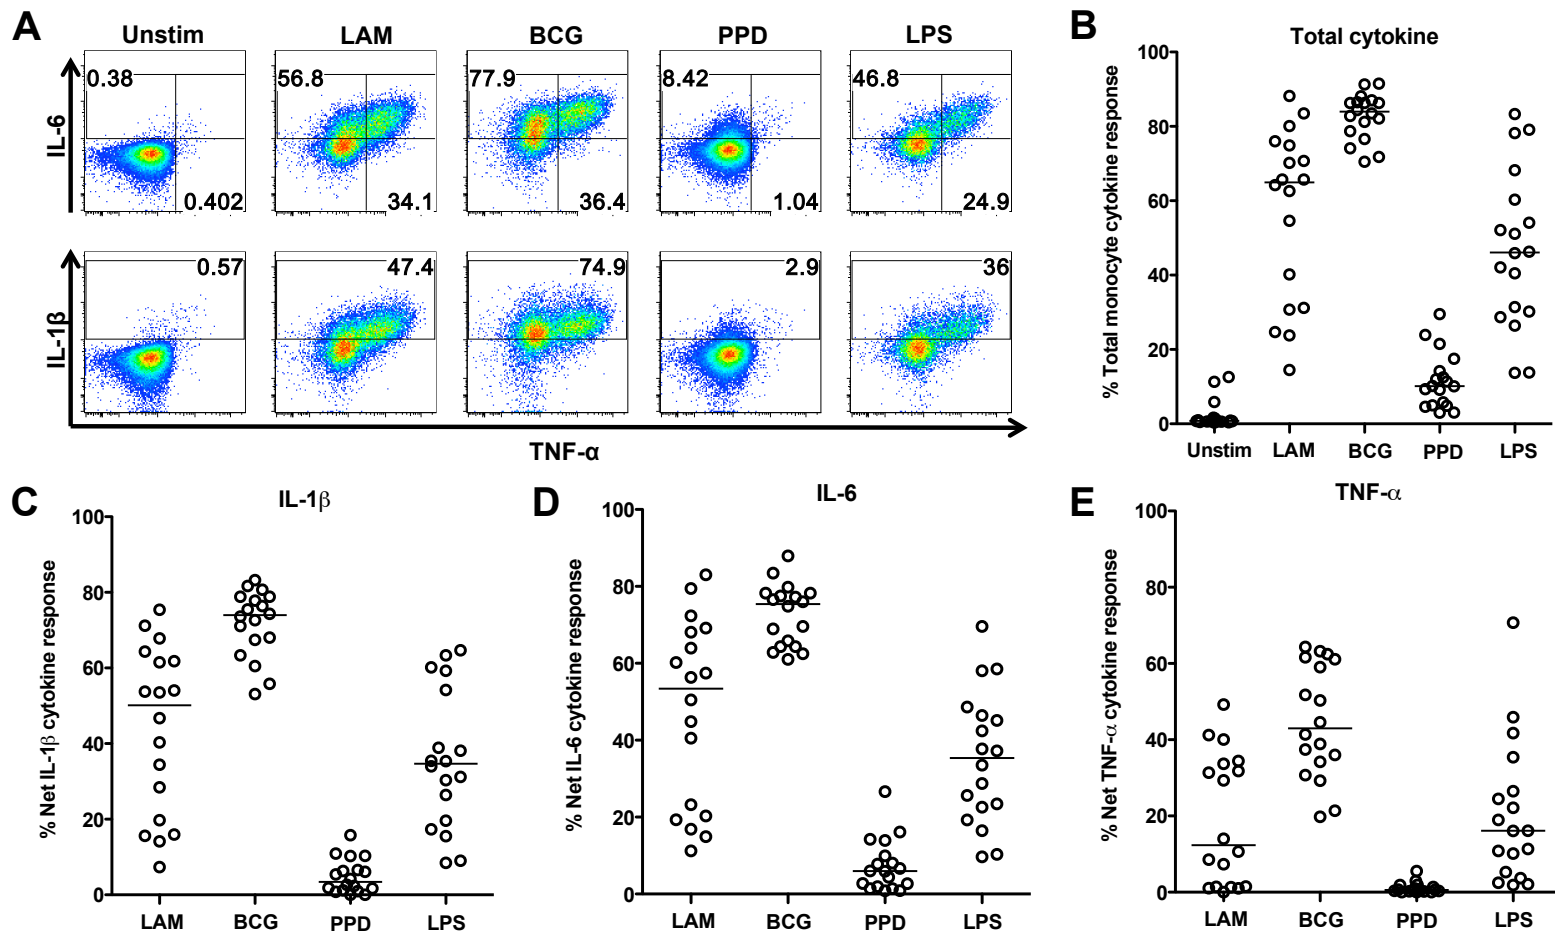 A
Unstim LAM BCG PPD LPS
0.38 56.8 77.9 8.42 46.8
IL-6
0.402 34.1 36.4 1.04 24.9
0.57 47.4 74.9 2.9 36
IL-1β
TNF-α
B
Total cytokine
% Total monocyte cytokine response
100
80
60
40
20
0
Unstim LAM BCG PPD LPS
C
IL-1β
% Net IL-1β cytokine response
100
80
60
40
20
0
LAM BCG PPD LPS
D
IL-6
% Net IL-6 cytokine response
100
80
60
40
20
0
LAM BCG PPD LPS
E
TNF-α
% Net TNF-α cytokine response
100
80
60
40
20
0
LAM BCG PPD LPS